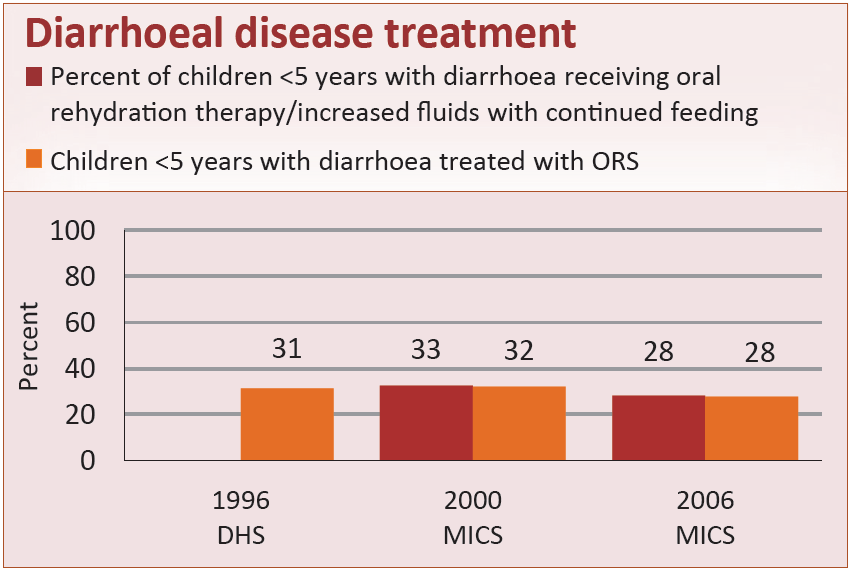 Diarrhoeal disease treatment
Percent of children <5 years with diarrhoea receiving oral
rehydration therapy/increased fluids with continued feeding
Children <5 years with diarrhoea treated with ORS
Percent
100
80
60
40
20
0
31
33
32
28
28
1996
DHS
2000
MICS
2006
MICS